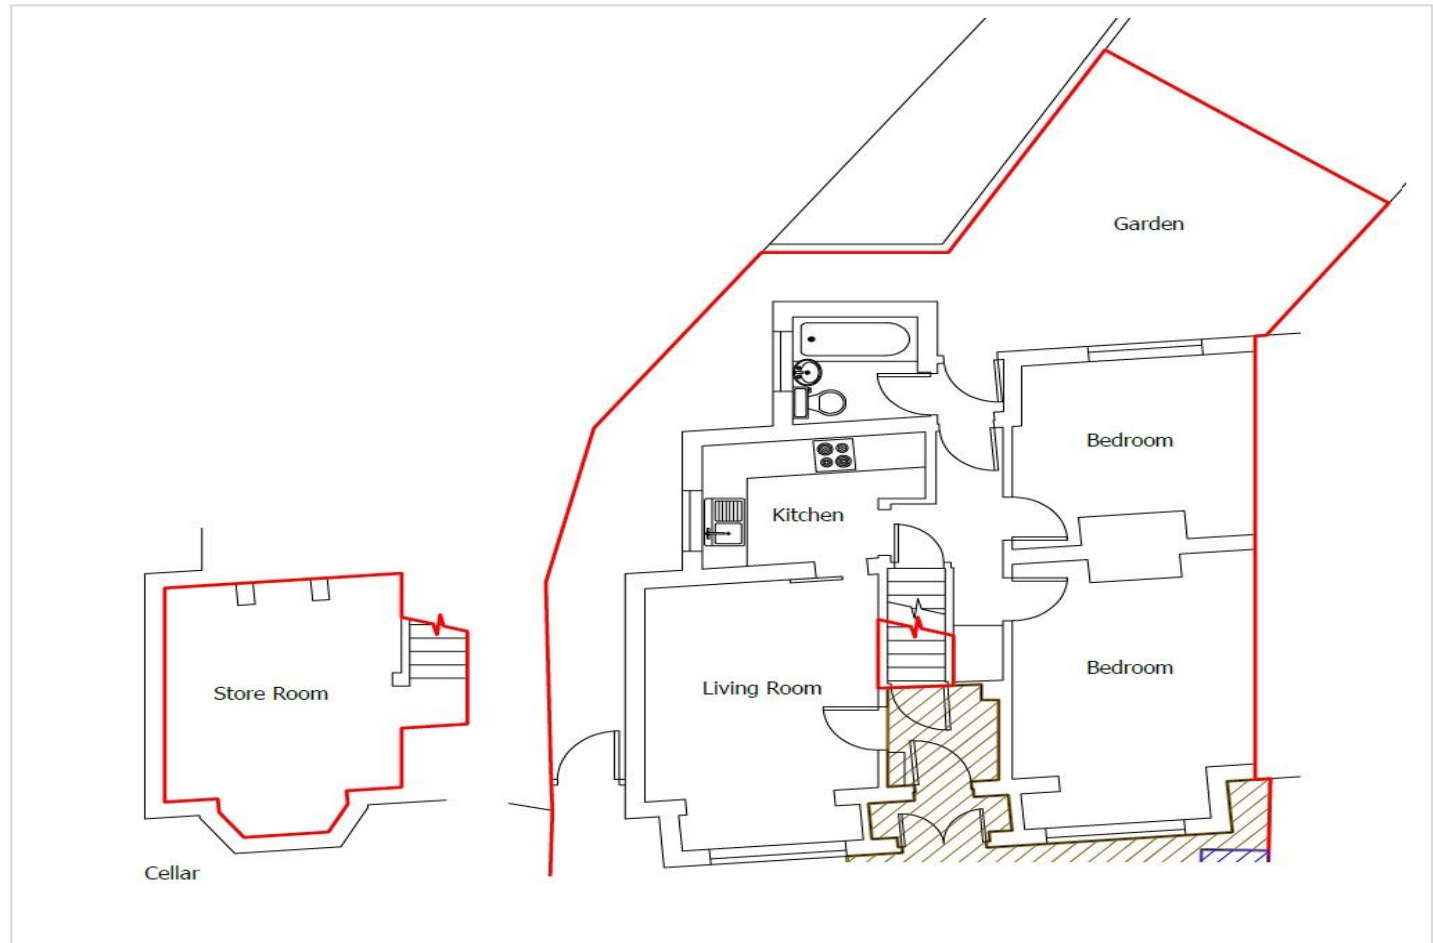 Garden
Bedroom
Kitchen
Bedroom
Living Room
Store Room
Cellar